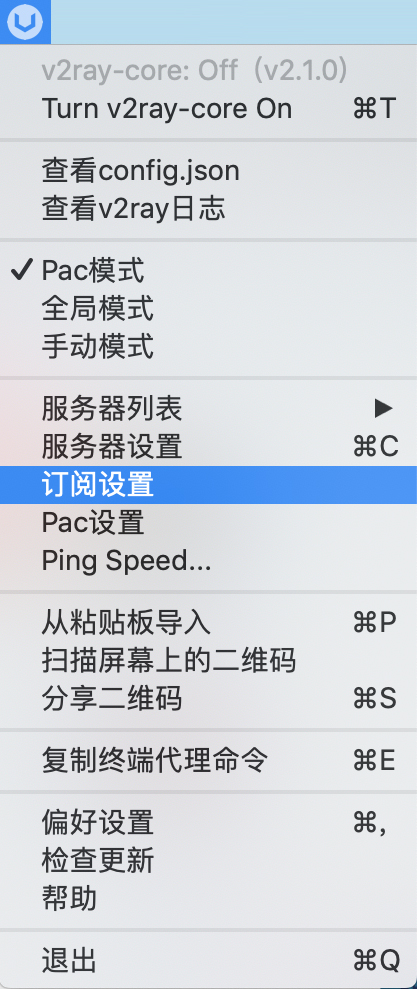 v2ray-core: Off（v2.1.0）
Turn v2ray-core On ⌘T
查看config.json
查看v2ray日志
✓ Pac模式
全局模式
手动模式
服务器列表 ▶
服务器设置 ⌘C
订阅设置
Pac设置
Ping Speed...
从粘贴板导入 ⌘P
扫描屏幕上的二维码
分享二维码 ⌘S
复制终端代理命令 ⌘E
偏好设置 ⌘,
检查更新
帮助
退出 ⌘Q